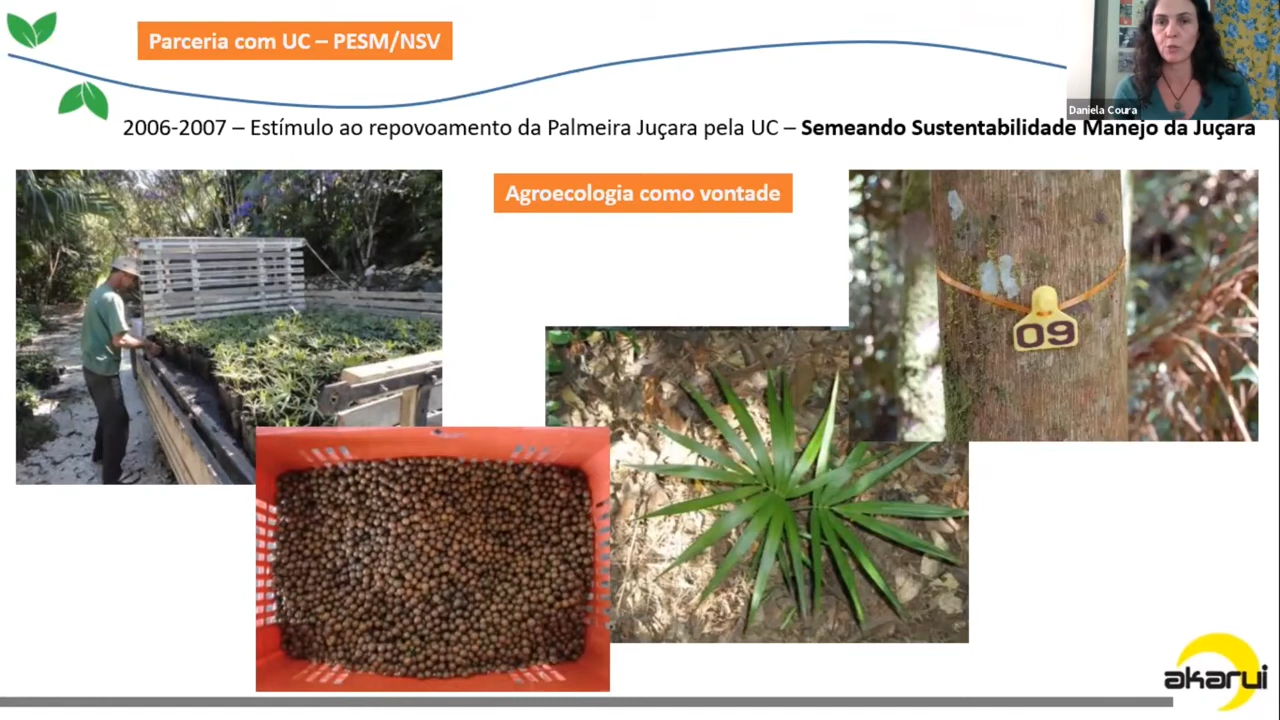 Parceria com UC – PESM/NSV
Daniela Coura
2006-2007 – Estímulo ao repovoamento da Palmeira Juçara pela UC – Semeando Sustentabilidade Manejo da Juçara
Agroecologia como vontade
09
akarui